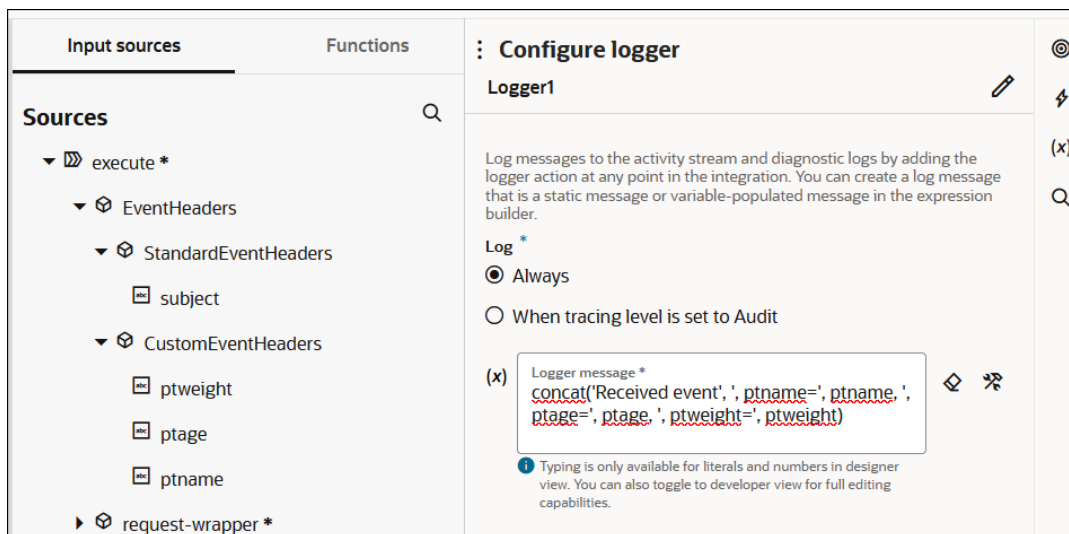 Input sources
Functions
Sources
execute *
EventHeaders
StandardEventHeaders
abc
subject
CustomEventHeaders
abc
ptweight
abc
ptage
abc
ptname
request-wrapper *
Configure logger
Logger1
Log messages to the activity stream and diagnostic logs by adding the
logger action at any point in the integration. You can create a log message
that is a static message or variable-populated message in the expression
builder.
Log *
Always
When tracing level is set to Audit
(x)
Logger message *
concat('Received event', ', ptname=', ptname, ',
ptage=', ptage, ', ptweight=', ptweight)
Typing is only available for literals and numbers in designer
view. You can also toggle to developer view for full editing
capabilities.
(x)